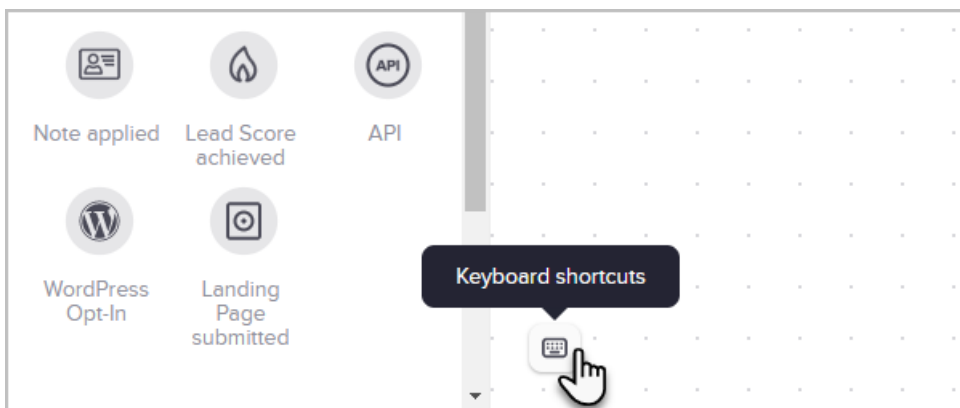 API
Note applied
Lead Score
achieved
API
WordPress
Opt-In
Landing
Page
submitted
Keyboard shortcuts